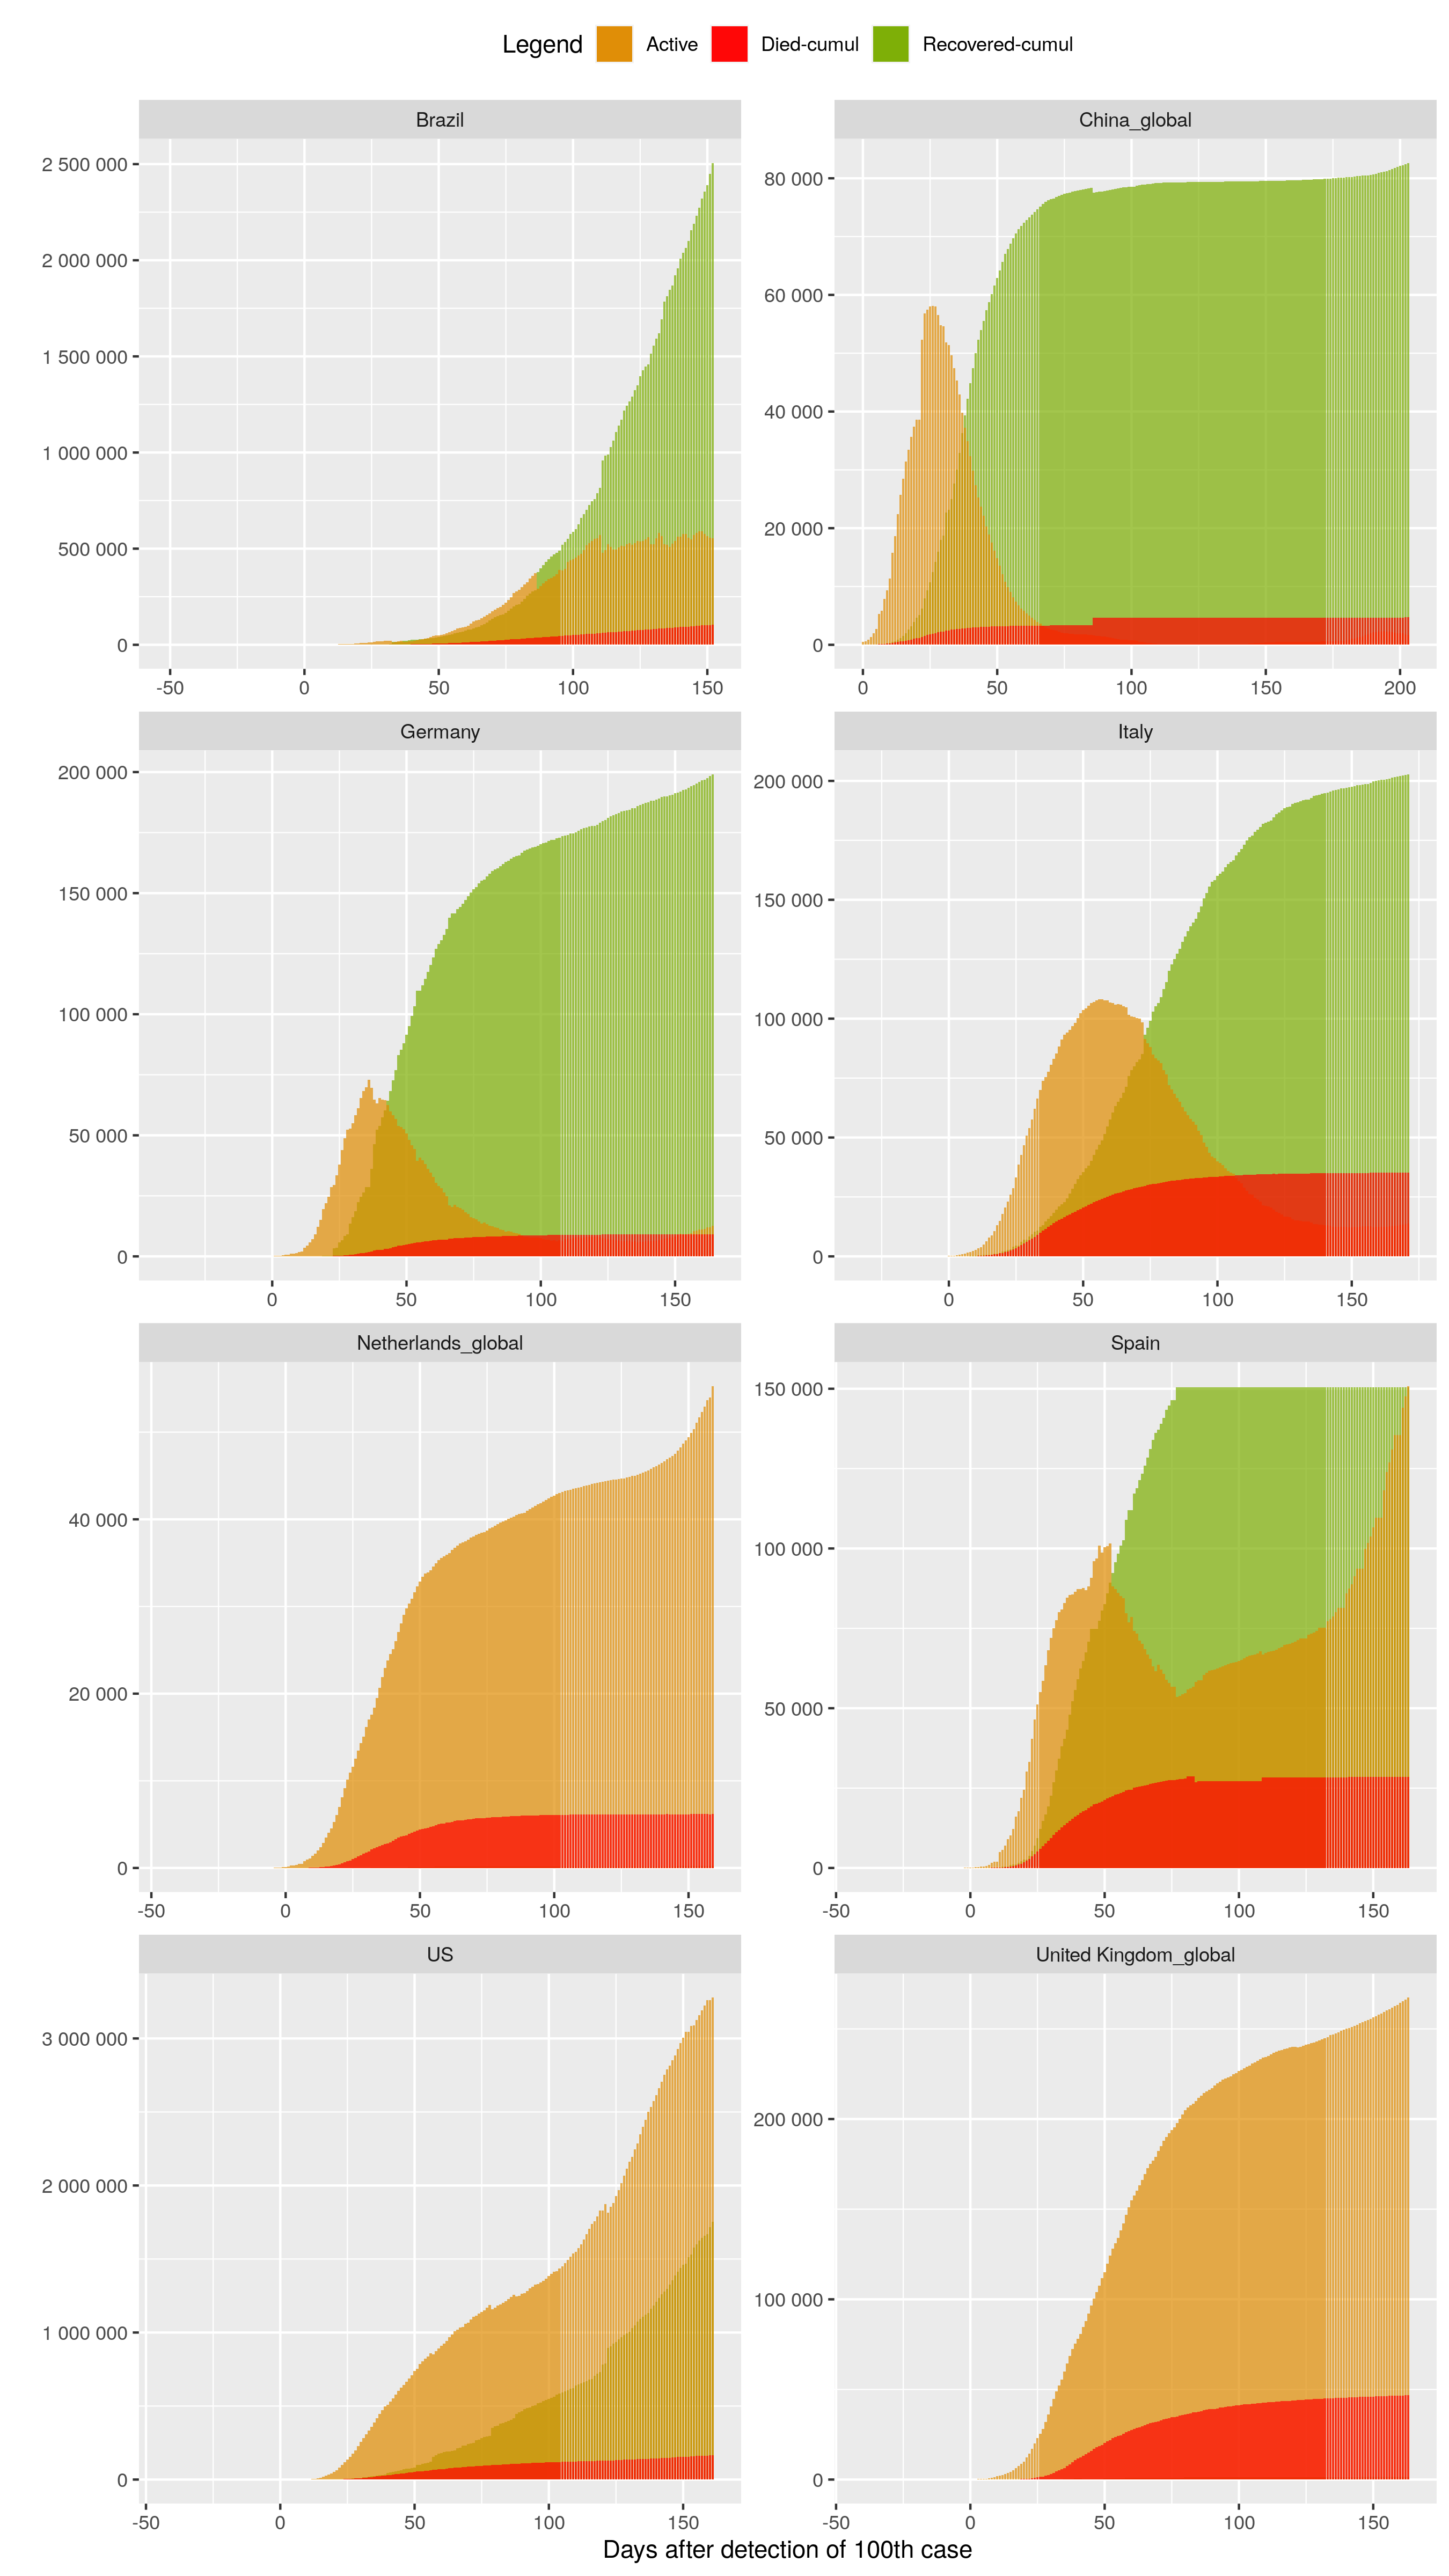 Legend Active Died-cumul Recovered-cumul
Brazil
2 500 000
2 000 000
1 500 000
1 000 000
500 000
0
-50 0 50 100 150
China_global
80 000
60 000
40 000
20 000
0
0 50 100 150 200
Germany
200 000
150 000
100 000
50 000
0
0 50 100 150
Italy
200 000
150 000
100 000
50 000
0
0 50 100 150
Netherlands_global
40 000
20 000
0
-50 0 50 100 150
Spain
150 000
100 000
50 000
0
-50 0 50 100 150
US
3 000 000
2 000 000
1 000 000
0
-50 0 50 100 150
United Kingdom_global
200 000
100 000
0
-50 0 50 100 150
Days after detection of 100th case